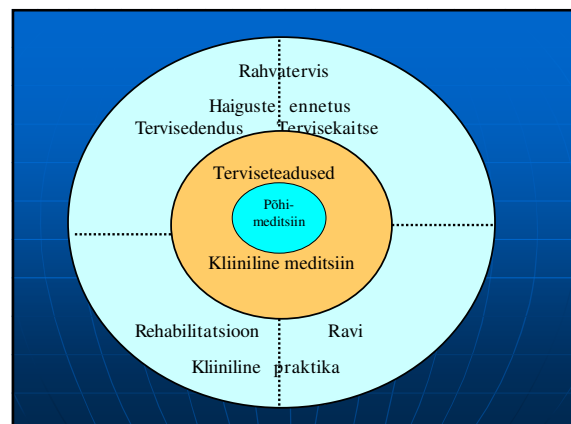 Rahvatervis
Haiguste ennetus
Tervisedendus Tervisekaitse
Terviseteadused
Põhi-
meditsiin
Kliiniline meditsiin
Rehabilitatsioon Ravi
Kliiniline praktika